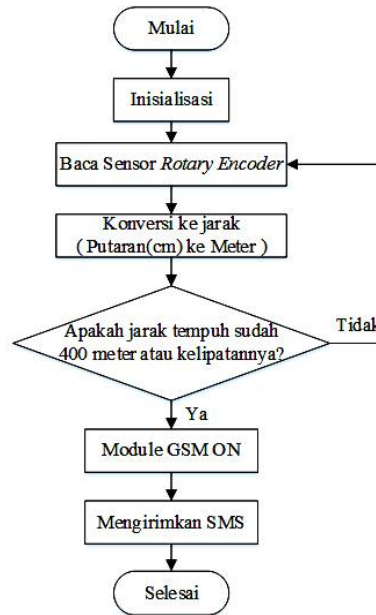 Mulai
Inisialisasi
Baca Sensor Rotary Encoder
Konversi ke jarak
( Putaran(cm) ke Meter )
Apakah jarak tempuh sudah
400 meter atau kelipatannya?
Tidak
Ya
Module GSM ON
Mengirimkan SMS
Selesai